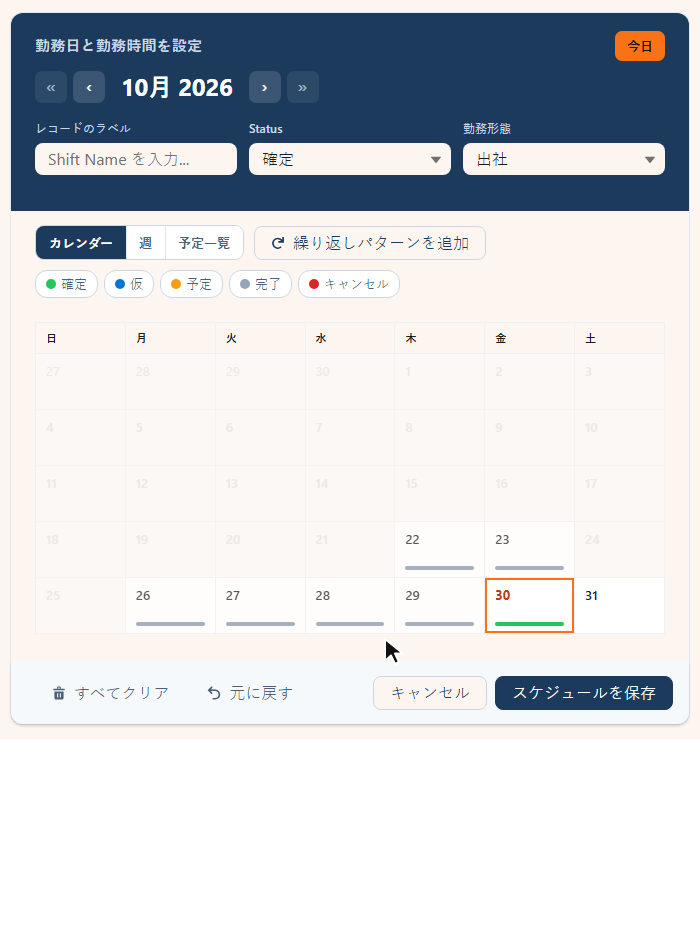 勤務日と勤務時間を設定
今日
« ‹ 10月 2026 › »
レコードのラベル Status 勤務形態
Shift Name を入力... 確定 出社
カレンダー 週 予定一覧 繰り返しパターンを追加
確定 仮 予定 完了 キャンセル
日 月 火 水 木 金 土
27 28 29 30 1 2 3
4 5 6 7 8 9 10
11 12 13 14 15 16 17
18 19 20 21 22 23 24
25 26 27 28 29 30 31
すべてクリア 元に戻す キャンセル スケジュールを保存